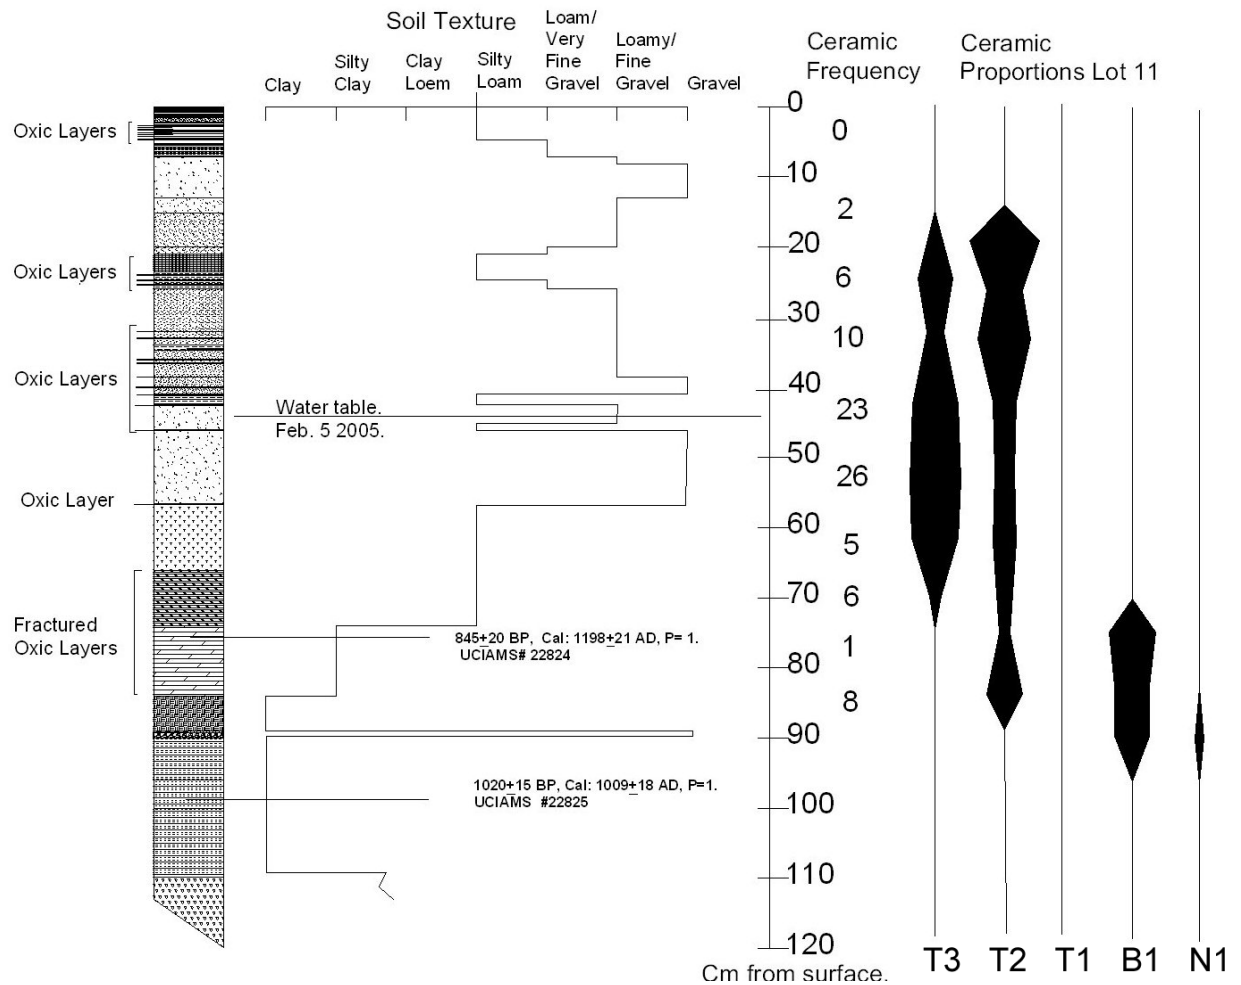 Soil Texture
Clay
Silty
Clay
Clay
Loem
Silty
Loam
Loam/
Very
Fine
Gravel
Loamy/
Fine
Gravel
Gravel
Ceramic
Frequency
Ceramic
Proportions Lot 11
Oxic Layers
Oxic Layers
Oxic Layers
Oxic Layer
Fractured
Oxic Layers
Water table.
Feb. 5 2005.
845+20 BP, Cal: 1198+21 AD, P= 1.
UCIAMS# 22824
1020+15 BP, Cal: 1009+18 AD, P=1.
UCIAMS #22825
0
10
20
30
40
50
60
70
80
90
100
110
120
Cm from surface.
0
2
6
10
23
26
5
6
1
8
T3 T2 T1 B1 N1